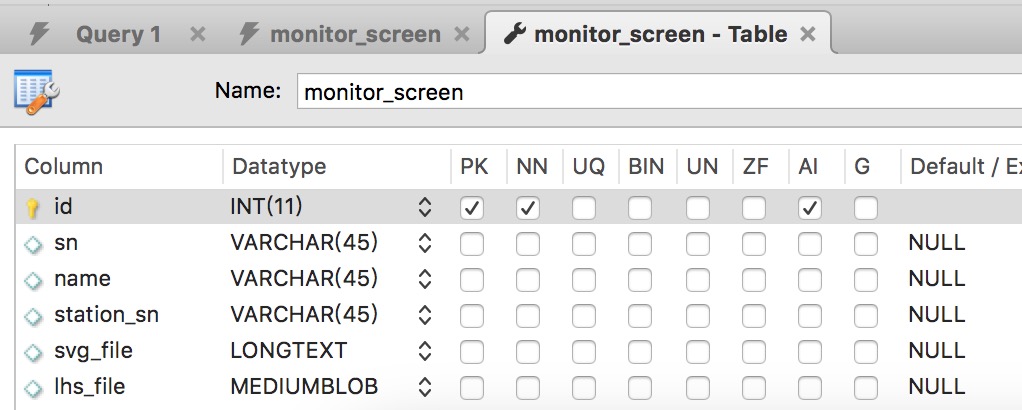 Query 1 monitor_screen monitor_screen - Table
Name: monitor_screen
Column Datatype PK NN UQ BIN UN ZF AI G Default / Ex
id INT(11)
sn VARCHAR(45) NULL
name VARCHAR(45) NULL
station_sn VARCHAR(45) NULL
svg_file LONGTEXT NULL
lhs_file MEDIUMBLOB NULL